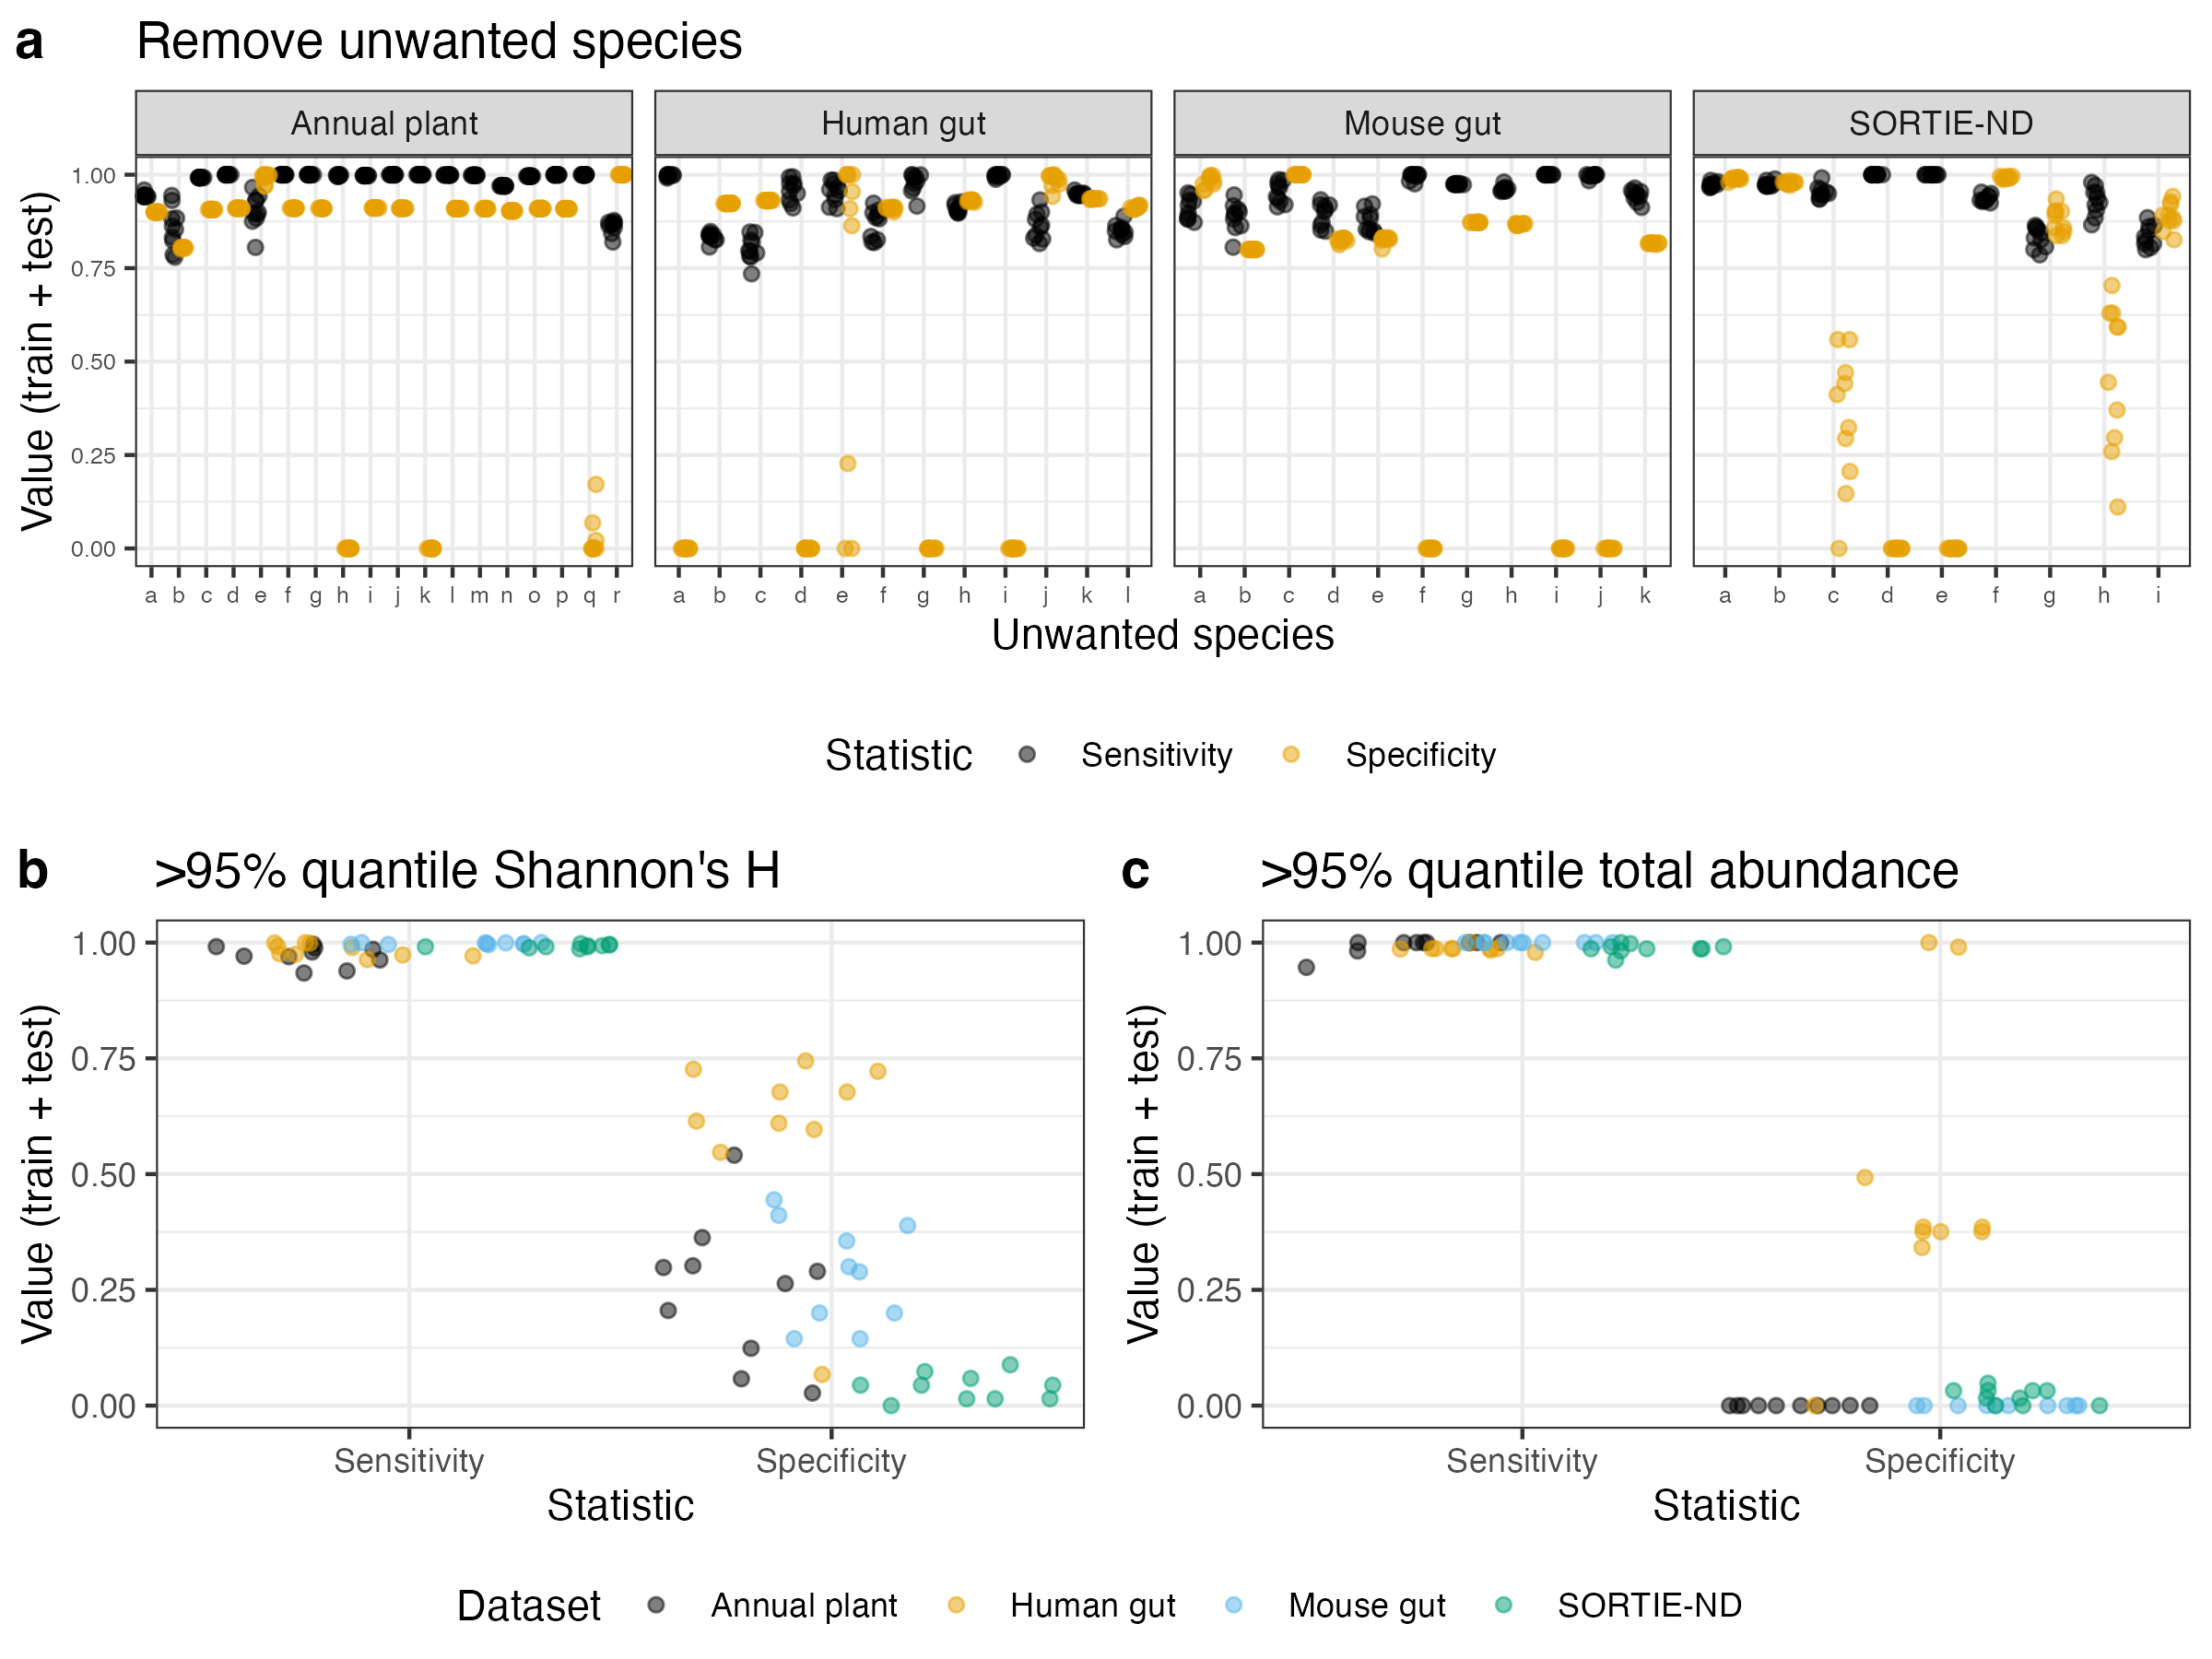 a Remove unwanted species
Annual plant Human gut Mouse gut SORTIE-ND
Value (train + test)
1.00
0.75
0.50
0.25
0.00
a b c d e f g h i j k l m n o p q r
a b c d e f g h i j k l
a b c d e f g h i j k
a b c d e f g h i
Unwanted species
Statistic Sensitivity Specificity
b >95% quantile Shannon's H
Value (train + test)
1.00
0.75
0.50
0.25
0.00
Sensitivity Specificity
Statistic
c >95% quantile total abundance
Value (train + test)
1.00
0.75
0.50
0.25
0.00
Sensitivity Specificity
Statistic
Dataset Annual plant Human gut Mouse gut SORTIE-ND